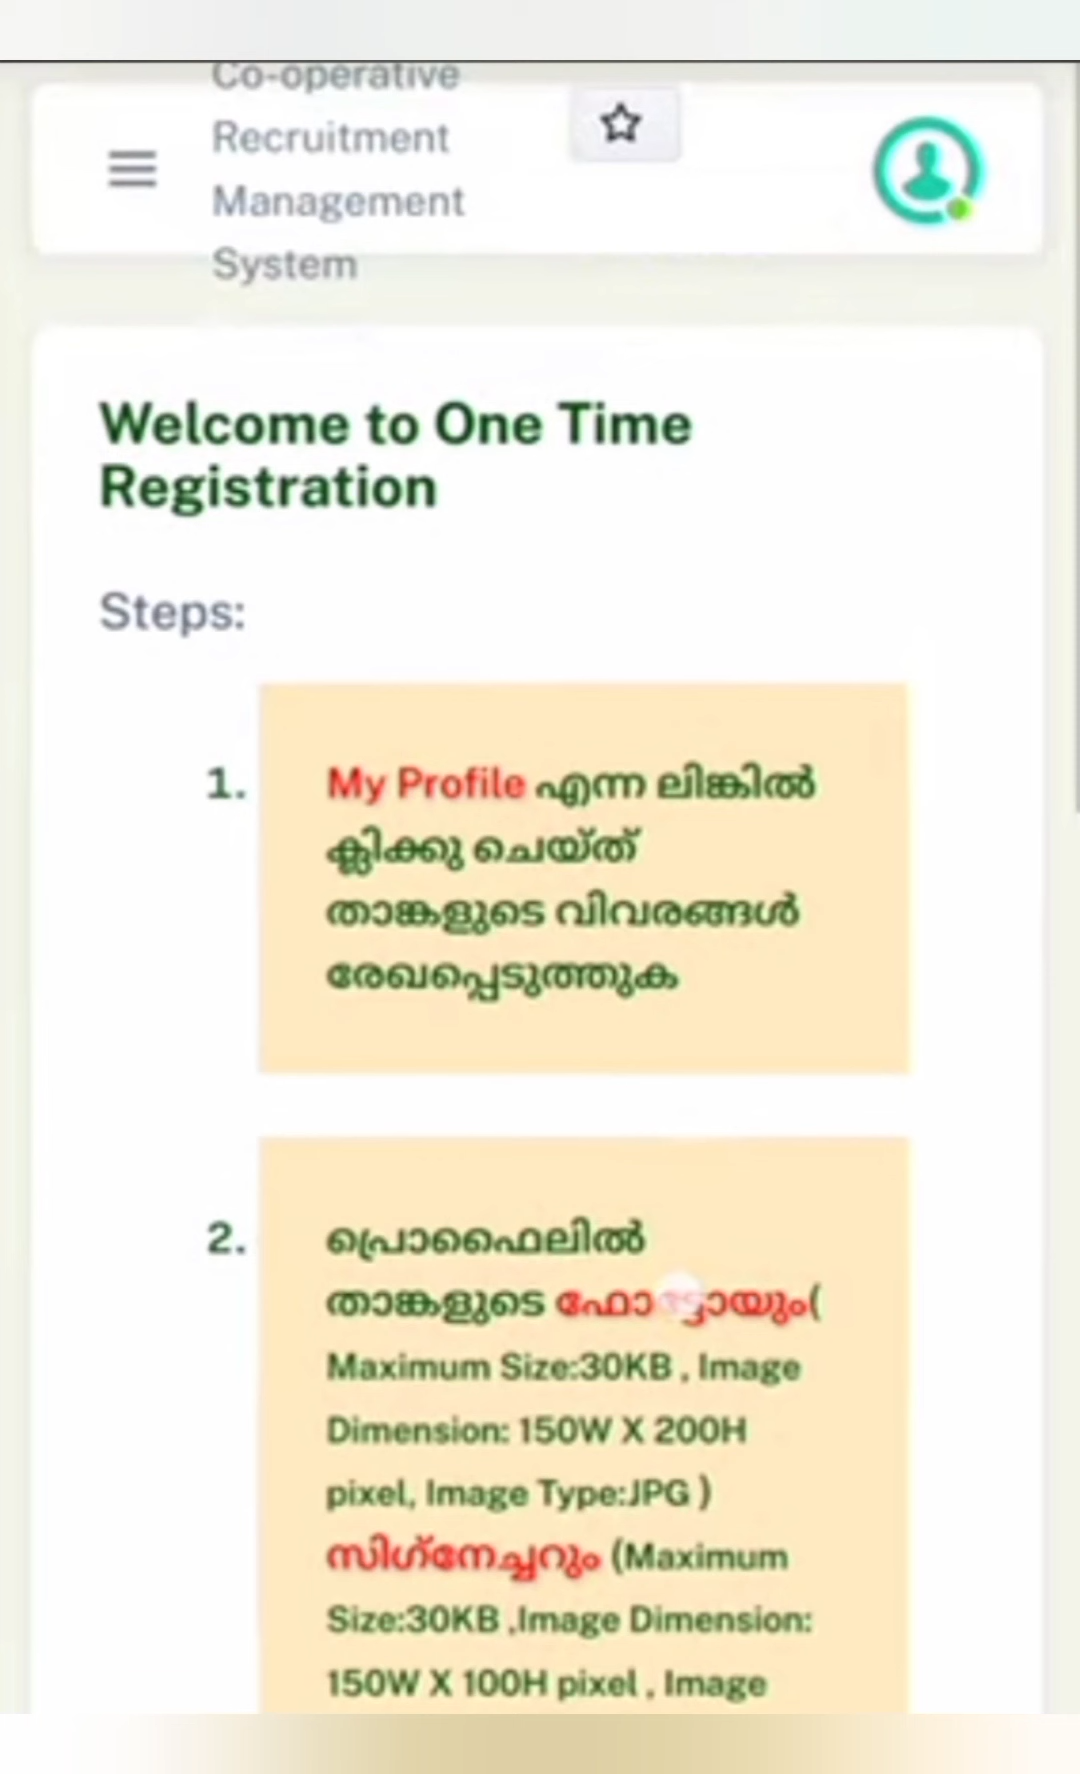 Co-operative
Recruitment
Management
System
Welcome to One Time
Registration
Steps:
1. My Profile എന്ന ലിങ്കിൽ
ക്ലിക്കു ചെയ്ത്
താങ്കളുടെ വിവരങ്ങൾ
രേഖപ്പെടുത്തുക
2. പ്രൊഫൈലിൽ
താങ്കളുടെ ഫോട്ടോയും(
Maximum Size:30KB , Image
Dimension: 150W X 200H
pixel, Image Type:JPG )
സിഗ്നേച്ചറും (Maximum
Size:30KB ,Image Dimension:
150W X 100H pixel , Image